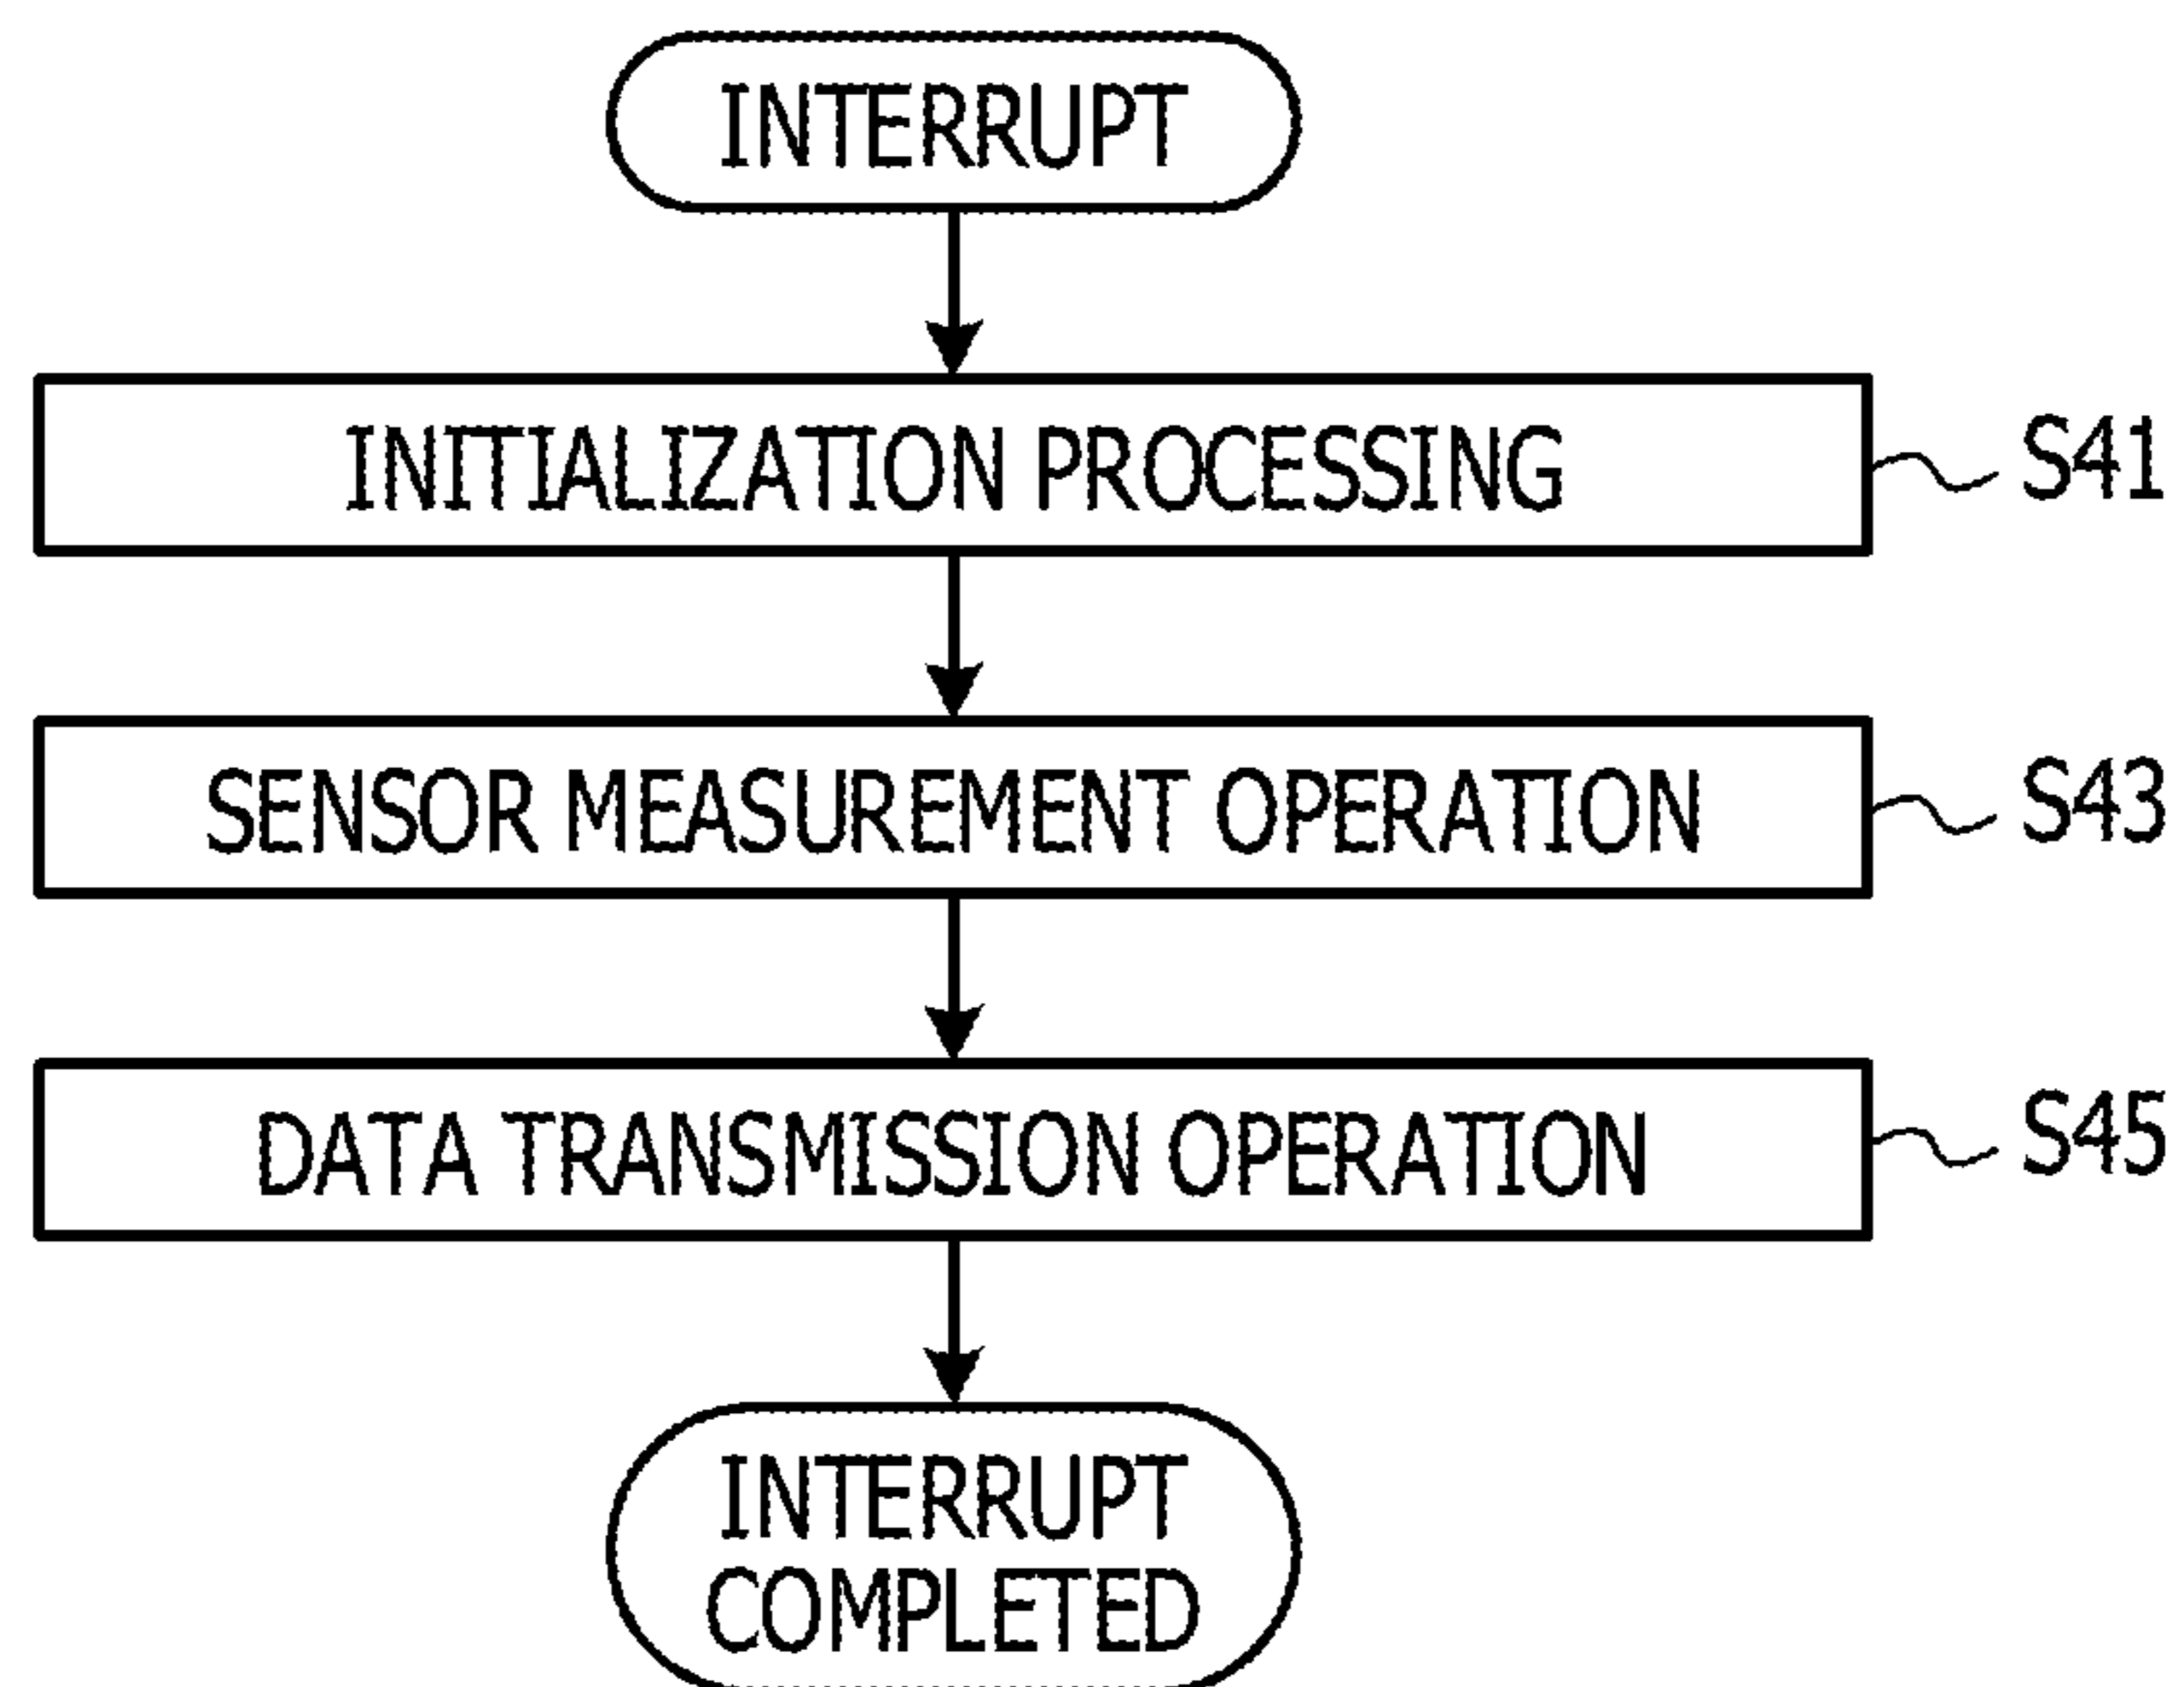 INTERRUPT
INITIALIZATION PROCESSING
S41
SENSOR MEASUREMENT OPERATION
S43
DATA TRANSMISSION OPERATION
S45
INTERRUPT
COMPLETED